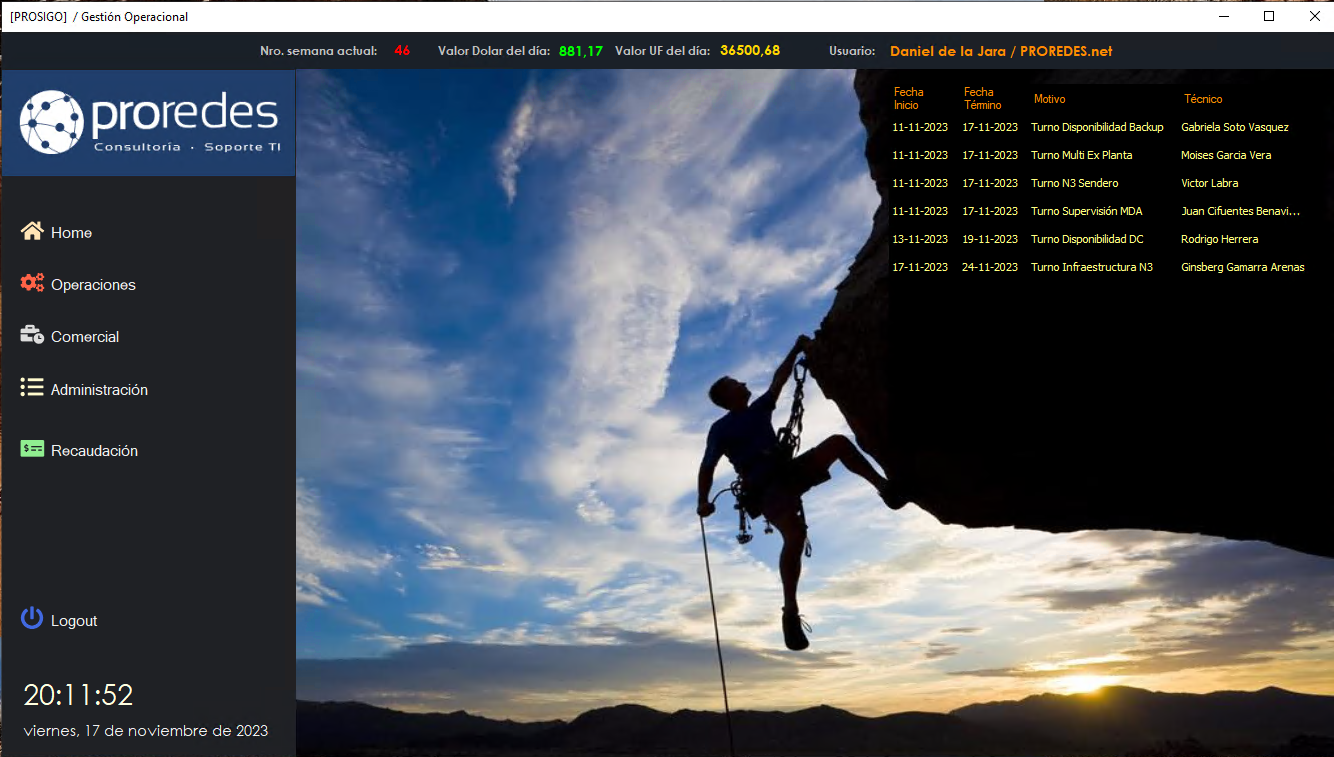 [PROSIGO] / Gestión Operacional
Nro. semana actual: 46 Valor Dolar del día: 881,17 Valor UF del día: 36500,68 Usuario: Daniel de la Jara / PROREDES.net
proredes
Consultoría · Soporte TI
Home
Operaciones
Comercial
Administración
Recaudación
Logout
20:11:52
viernes, 17 de noviembre de 2023
Fecha Inicio Fecha Término Motivo Técnico
11-11-2023 17-11-2023 Turno Disponibilidad Backup Gabriela Soto Vasquez
11-11-2023 17-11-2023 Turno Multi Ex Planta Moises Garcia Vera
11-11-2023 17-11-2023 Turno N3 Sendero Victor Labra
11-11-2023 17-11-2023 Turno Supervisión MDA Juan Cifuentes Benavi...
13-11-2023 19-11-2023 Turno Disponibilidad DC Rodrigo Herrera
17-11-2023 24-11-2023 Turno Infraestructura N3 Ginsberg Gamarra Arenas